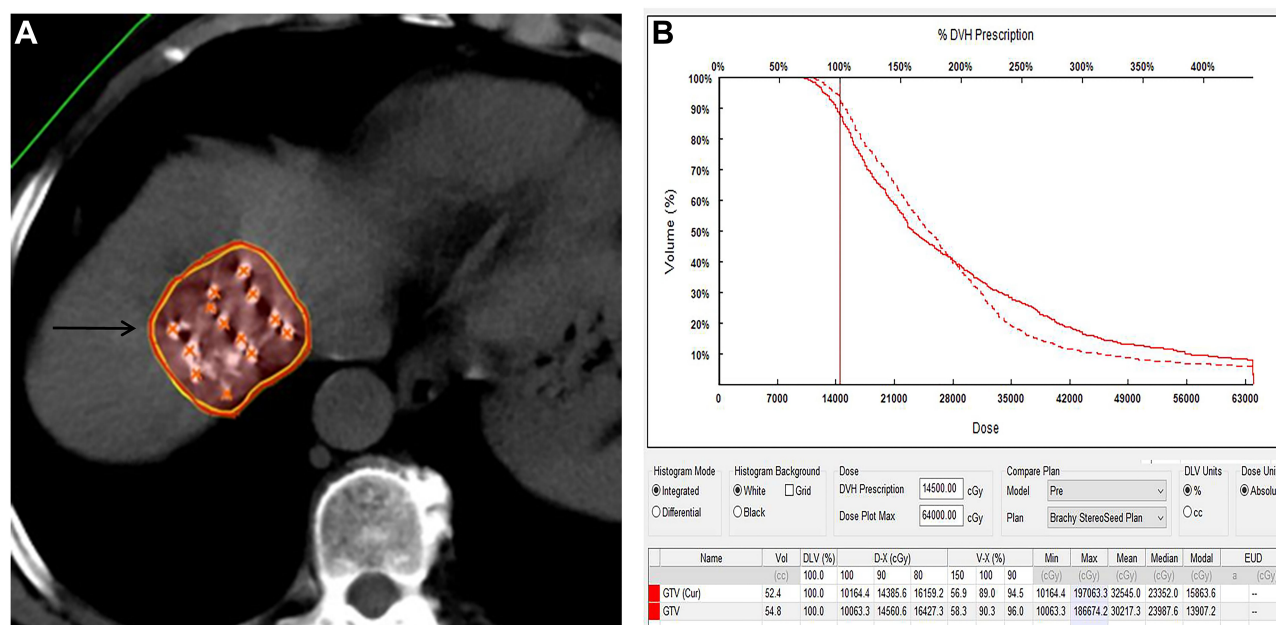 A
B
% DVH Prescription
0% 50% 100% 150% 200% 250% 300% 350% 400%
100%
90%
80%
70%
60%
50%
40%
30%
20%
10%
Volume (%)
0 7000 14000 21000 28000 35000 42000 49000 56000 63000
Dose
Histogram Mode Histogram Background Dose Compare Plan DLV Units Dose Uni
Integrated White Grid DVH Prescription 14500.00 cGy Model Pre % Absolu
Differential Black Dose Plot Max 64000.00 cGy Plan Brachy StereoSeed Plan cc
Name Vol DLV (%) D-X (cGy) V-X (%) Min Max Mean Median Modal EUD
(cc) 100.0 100 90 80 150 100 90 (cGy) (cGy) (cGy) (cGy) (cGy) a (cGy
GTV (Cur) 52.4 100.0 10164.4 14385.6 16159.2 56.9 89.0 94.5 10164.4 197063.3 32545.0 23352.0 15863.6 --
GTV 54.8 100.0 10063.3 14560.6 16427.3 58.3 90.3 96.0 10063.3 186674.2 30217.3 23987.6 13907.2 --